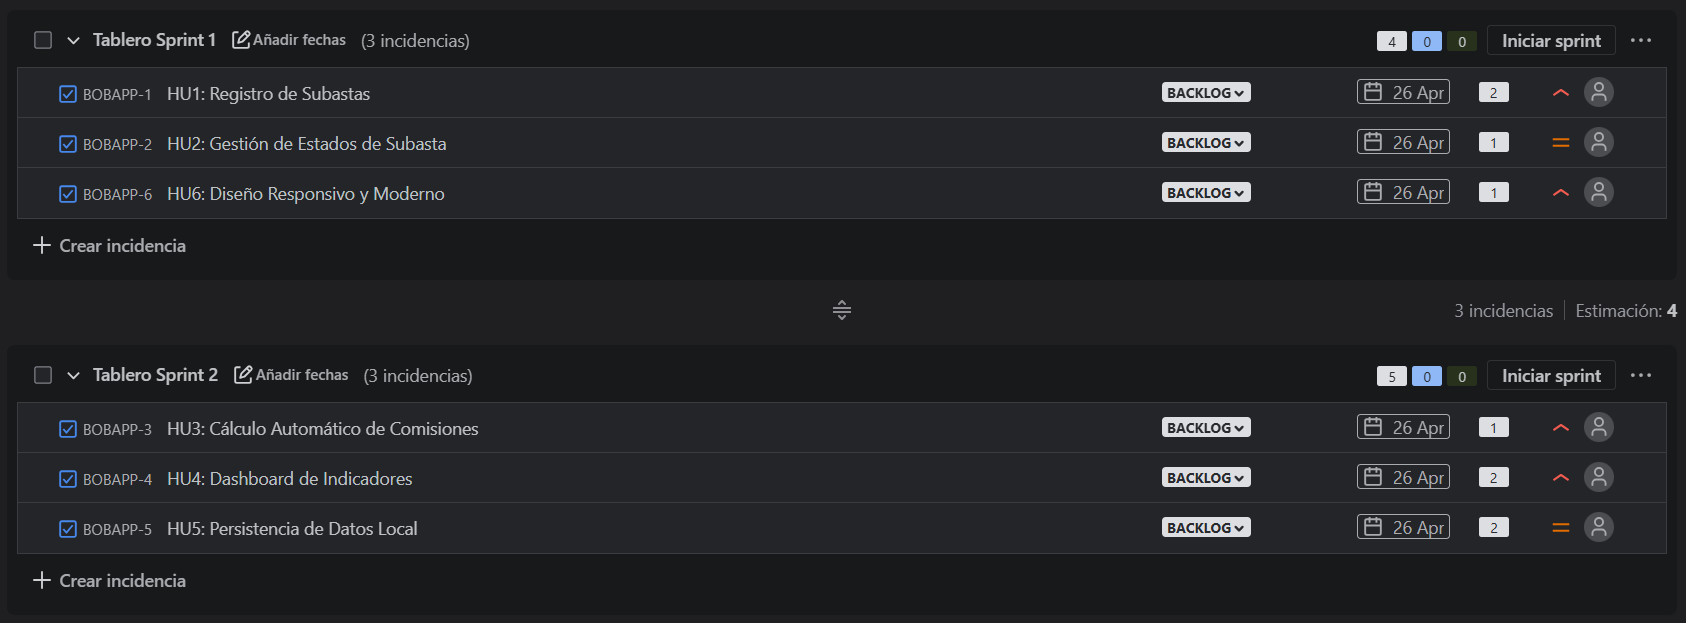 Tablero Sprint 1 Añadir fechas (3 incidencias) 4 0 0 Iniciar sprint
BOBAPP-1 HU1: Registro de Subastas BACKLOG 26 Apr 2
BOBAPP-2 HU2: Gestión de Estados de Subasta BACKLOG 26 Apr 1
BOBAPP-6 HU6: Diseño Responsivo y Moderno BACKLOG 26 Apr 1
Crear incidencia
3 incidencias Estimación: 4
Tablero Sprint 2 Añadir fechas (3 incidencias) 5 0 0 Iniciar sprint
BOBAPP-3 HU3: Cálculo Automático de Comisiones BACKLOG 26 Apr 1
BOBAPP-4 HU4: Dashboard de Indicadores BACKLOG 26 Apr 2
BOBAPP-5 HU5: Persistencia de Datos Local BACKLOG 26 Apr 2
Crear incidencia